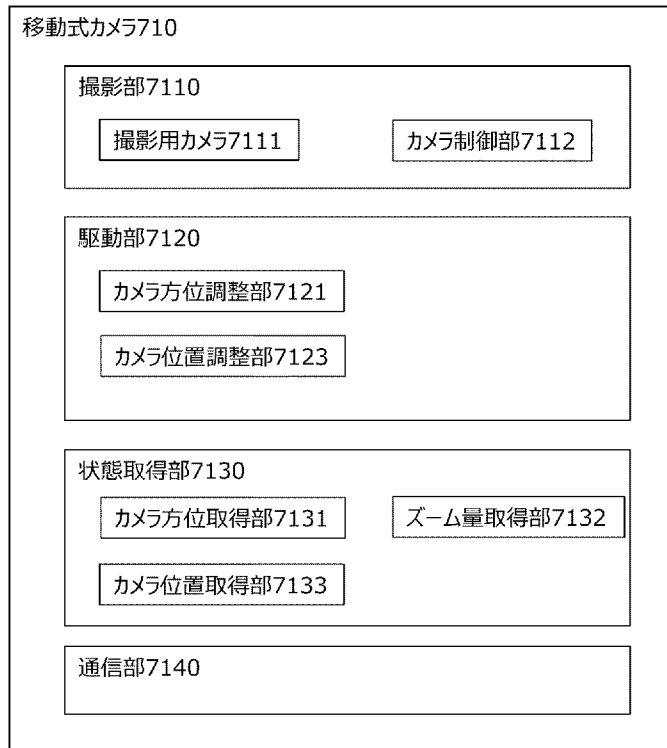 移動式カメラ710
撮影部7110
撮影用カメラ7111
カメラ制御部7112
駆動部7120
カメラ方位調整部7121
カメラ位置調整部7123
状態取得部7130
カメラ方位取得部7131
ズーム量取得部7132
カメラ位置取得部7133
通信部7140